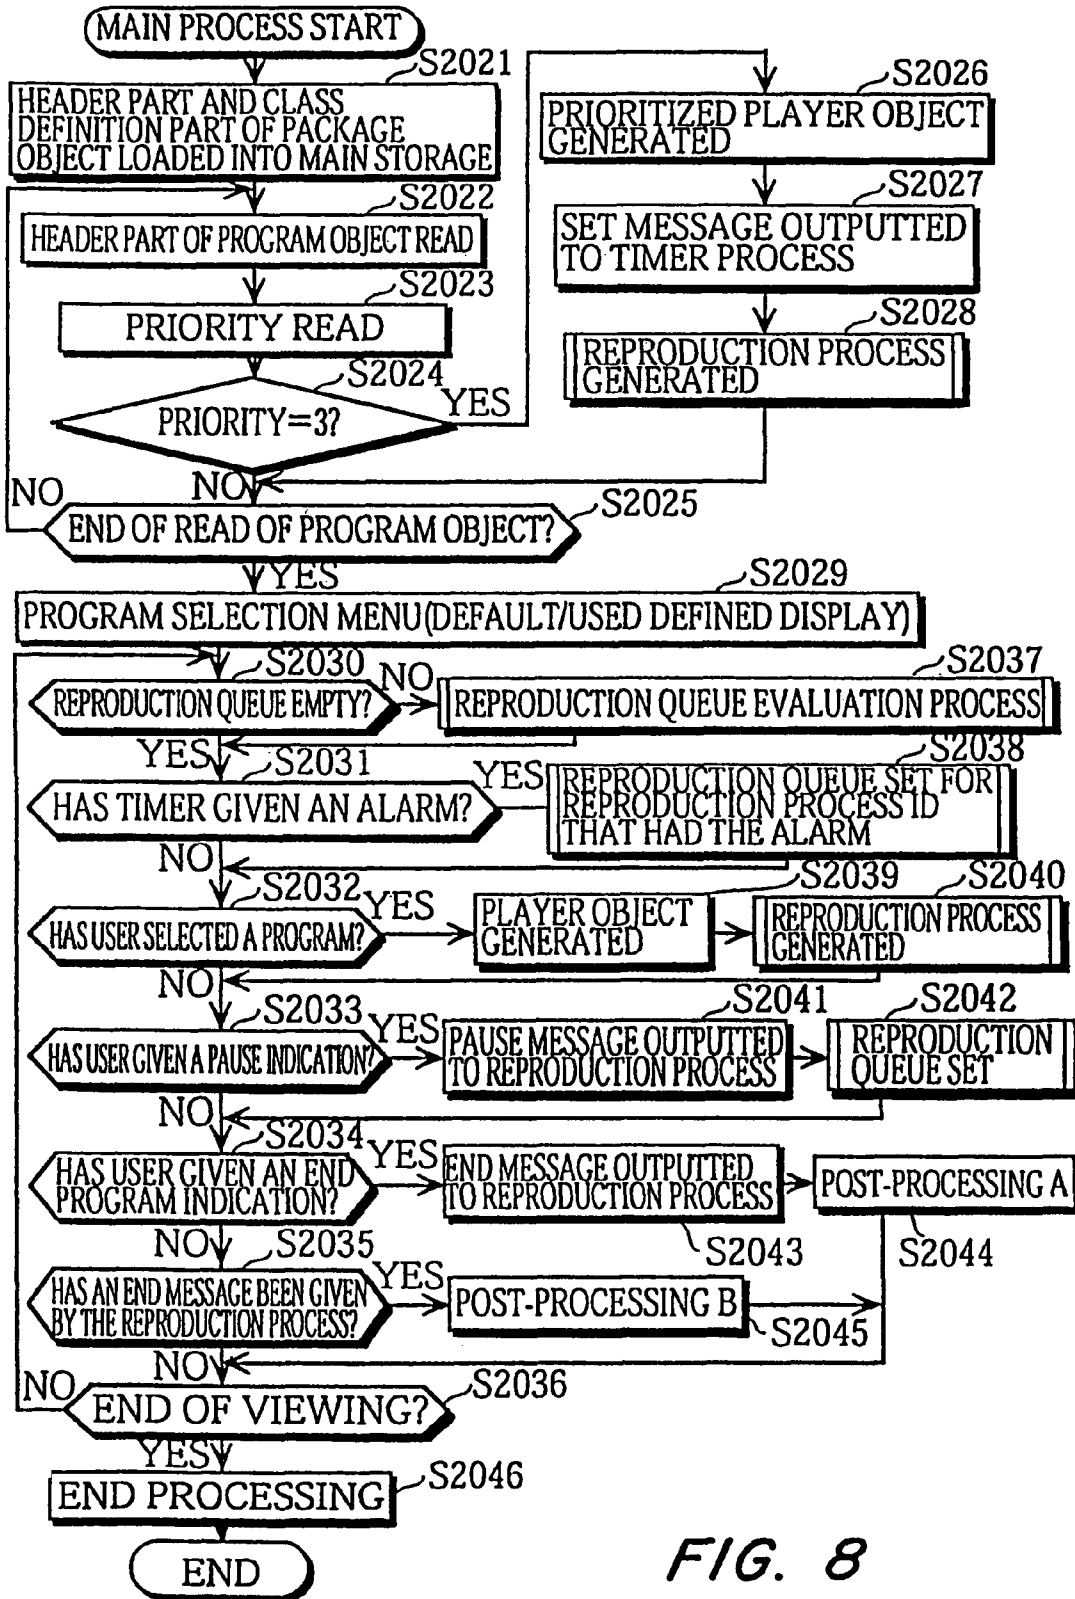 MAIN PROCESS START
S2021
HEADER PART AND CLASS
DEFINITION PART OF PACKAGE
OBJECT LOADED INTO MAIN STORAGE
S2022
HEADER PART OF PROGRAM OBJECT READ
S2023
PRIORITY READ
S2024
PRIORITY=3?
YES
NO
S2026
PRIORITIZED PLAYER OBJECT
GENERATED
S2027
SET MESSAGE OUTPUTTED
TO TIMER PROCESS
S2028
REPRODUCTION PROCESS
GENERATED
NO
S2025
END OF READ OF PROGRAM OBJECT?
YES
S2029
PROGRAM SELECTION MENU(DEFAULT/USED DEFINED DISPLAY)
S2030
REPRODUCTION QUEUE EMPTY?
NO
S2037
REPRODUCTION QUEUE EVALUATION PROCESS
YES
S2031
HAS TIMER GIVEN AN ALARM?
YES
S2038
REPRODUCTION QUEUE SET FOR
REPRODUCTION PROCESS ID
THAT HAD THE ALARM
NO
S2032
HAS USER SELECTED A PROGRAM?
YES
S2039
PLAYER OBJECT
GENERATED
S2040
REPRODUCTION PROCESS
GENERATED
NO
S2033
HAS USER GIVEN A PAUSE INDICATION?
YES
S2041
PAUSE MESSAGE OUTPUTTED
TO REPRODUCTION PROCESS
S2042
REPRODUCTION
QUEUE SET
NO
S2034
HAS USER GIVEN AN END
PROGRAM INDICATION?
YES
END MESSAGE OUTPUTTED
TO REPRODUCTION PROCESS
S2043
POST-PROCESSING A
S2044
NO
S2035
HAS AN END MESSAGE BEEN GIVEN
BY THE REPRODUCTION PROCESS?
YES
POST-PROCESSING B
S2045
NO
NO
S2036
END OF VIEWING?
YES
S2046
END PROCESSING
END
FIG. 8